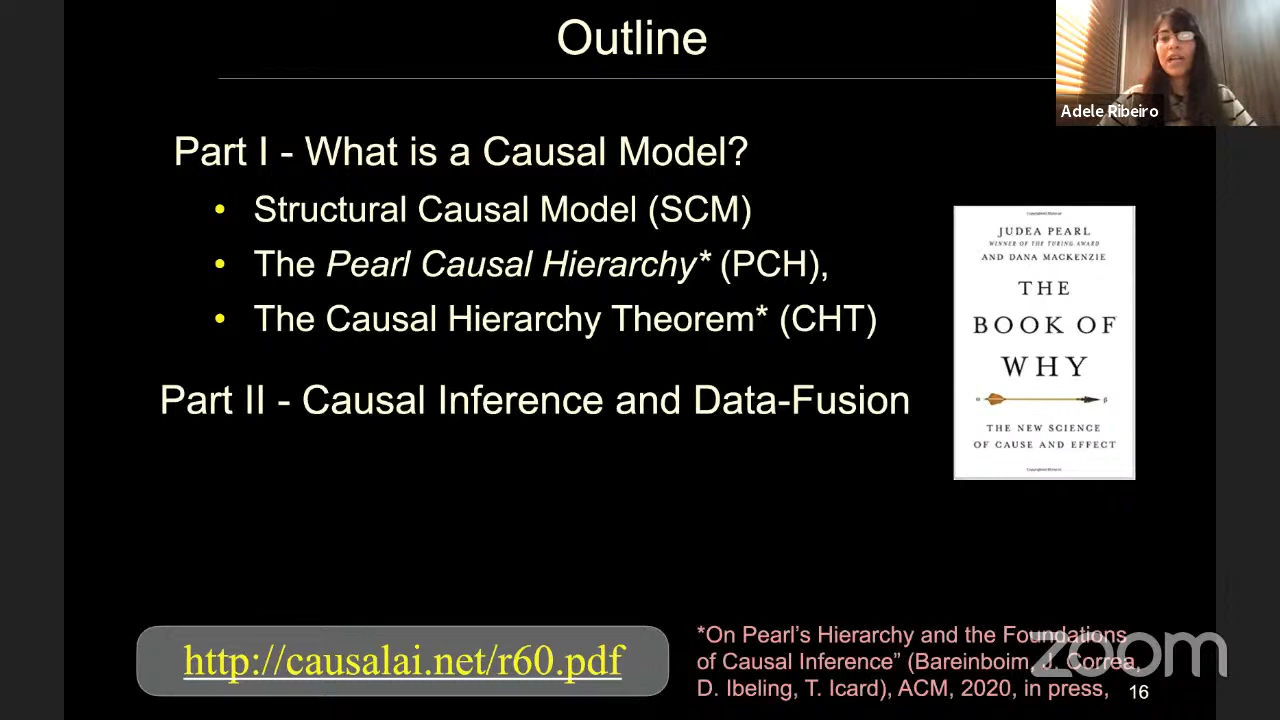 Outline
Adele Ribeiro
Part I - What is a Causal Model?
• Structural Causal Model (SCM)
• The Pearl Causal Hierarchy* (PCH),
• The Causal Hierarchy Theorem* (CHT)
Part II - Causal Inference and Data-Fusion
JUDEA PEARL
WINNER OF THE TURING AWARD
AND DANA MACKENZIE
THE
BOOK OF
WHY
THE NEW SCIENCE
OF CAUSE AND EFFECT
http://causalai.net/r60.pdf
*On Pearl's Hierarchy and the Foundations
of Causal Inference” (Bareinboim, J. Correa,
D. Ibeling, T. Icard), ACM, 2020, in press,
zoom
16